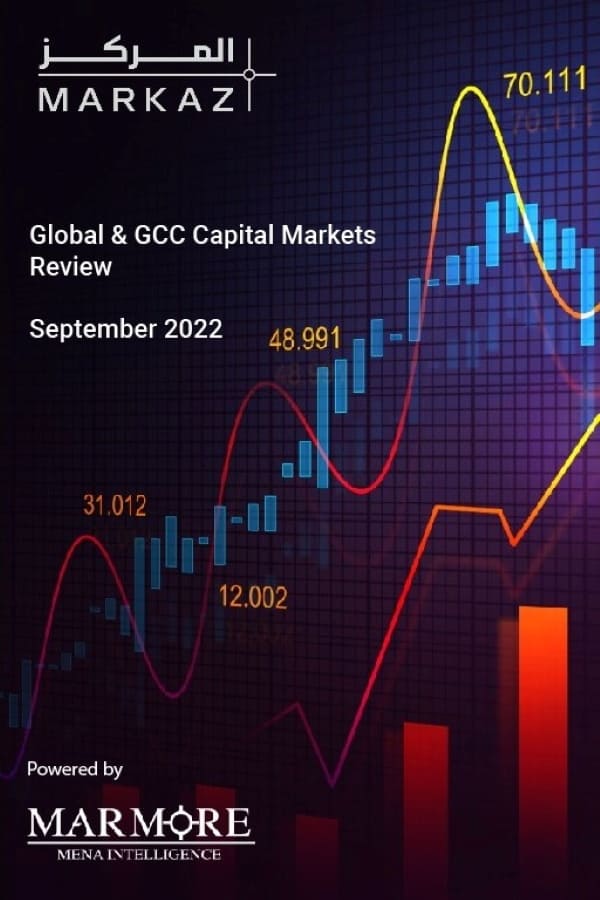 المركز
MARKAZ
70.111
Global & GCC Capital Markets
Review
September 2022
48.991
31.012
12.002
Powered by
MARMORE
MENA INTELLIGENCE